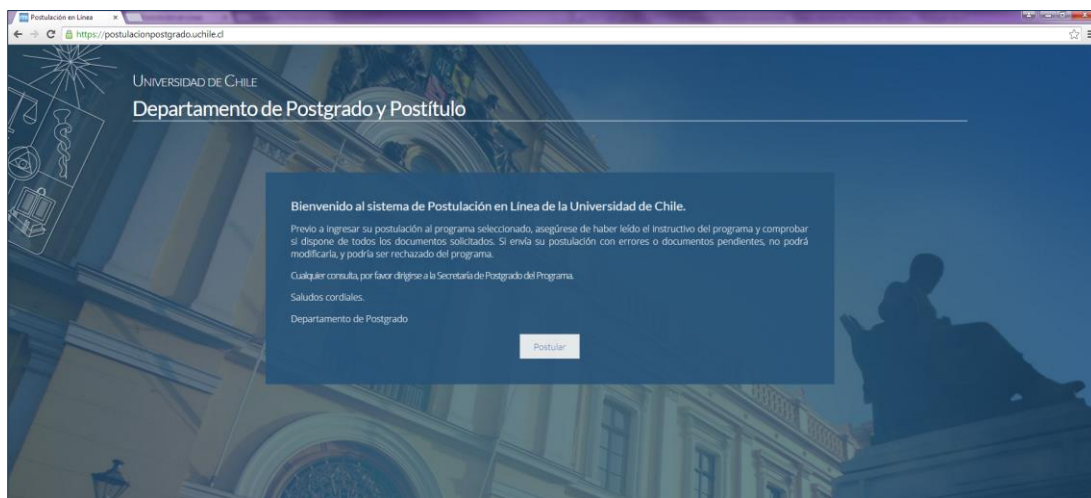 Postulación en Línea
https://postulacionpostgrado.uchile.cl
UNIVERSIDAD DE CHILE
Departamento de Postgrado y Postítulo
Bienvenido al sistema de Postulación en Línea de la Universidad de Chile.
Previo a ingresar su postulación al programa seleccionado, asegúrese de haber leído el instructivo del programa y comprobar
si dispone de todos los documentos solicitados. Si envía su postulación con errores o documentos pendientes, no podrá
modificarla, y podría ser rechazado del programa.
Cualquier consulta, por favor dirigirse a la Secretaría de Postgrado del Programa.
Saludos cordiales.
Departamento de Postgrado
Postular